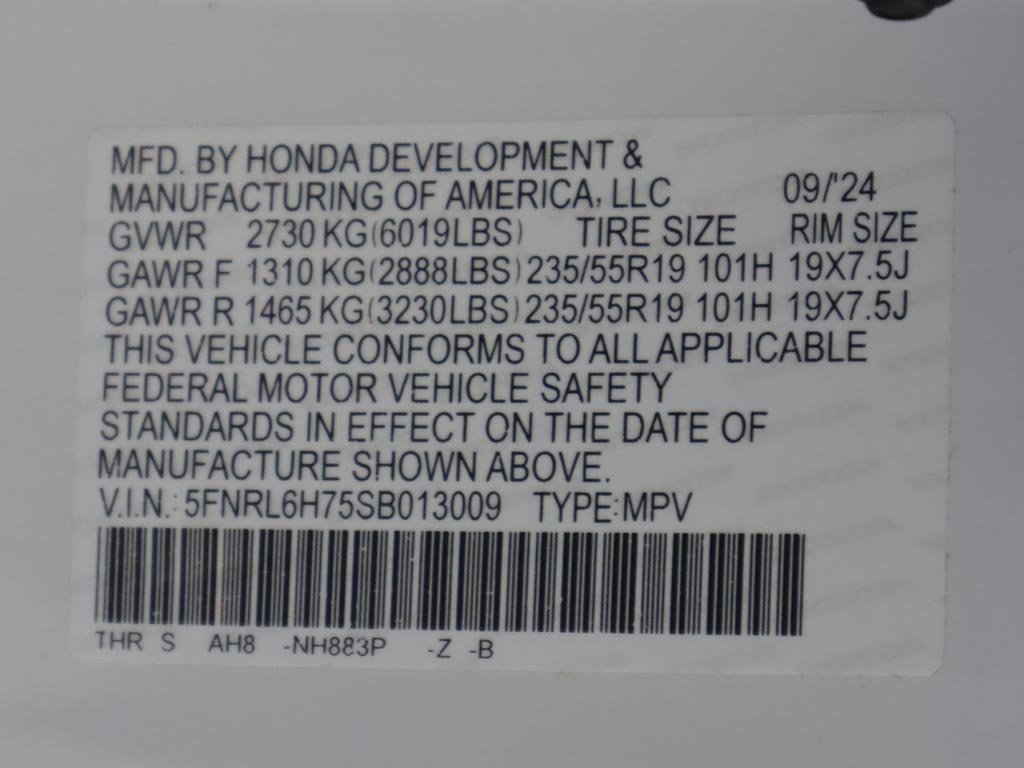 MFD. BY HONDA DEVELOPMENT &
MANUFACTURING OF AMERICA, LLC 09/'24
GVWR 2730 KG(6019LBS) TIRE SIZE RIM SIZE
GAWR F 1310 KG(2888LBS) 235/55R19 101H 19X7.5J
GAWR R 1465 KG(3230LBS) 235/55R19 101H 19X7.5J
THIS VEHICLE CONFORMS TO ALL APPLICABLE
FEDERAL MOTOR VEHICLE SAFETY
STANDARDS IN EFFECT ON THE DATE OF
MANUFACTURE SHOWN ABOVE.
V.I.N.: 5FNRL6H75SB013009 TYPE:MPV
THR S AH8 -NH883P -Z -B